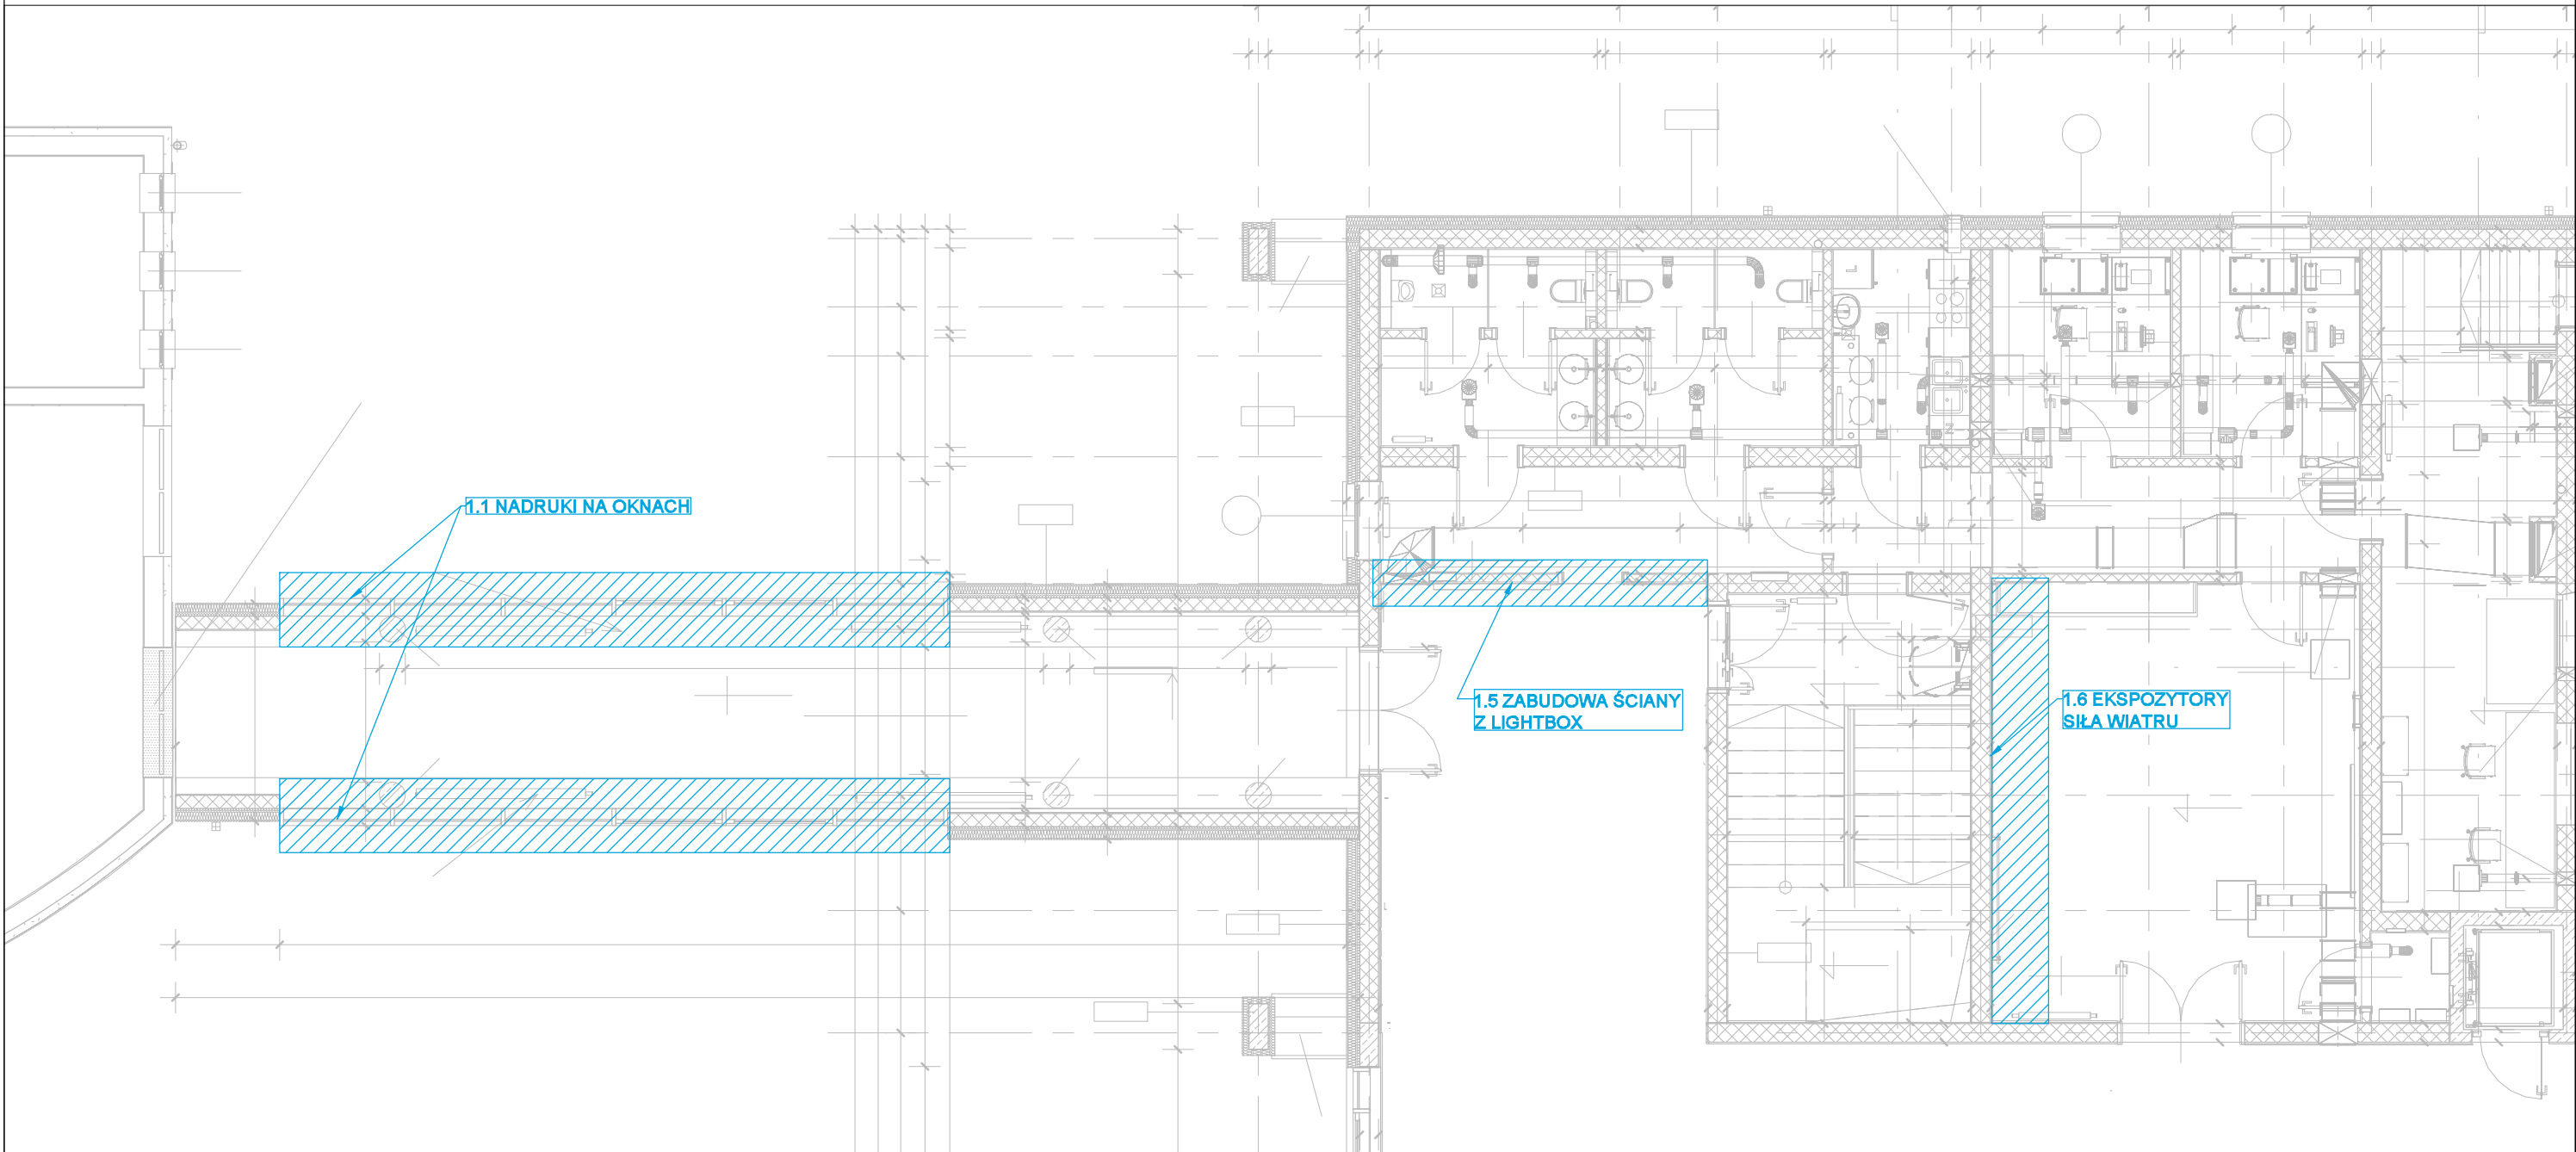 1.1 NADRUKI NA OKNACH
1.5 ZABUDOWA ŚCIANY
Z LIGHTBOX
1.6 EKSPOZYTORY
SIŁA WIATRU